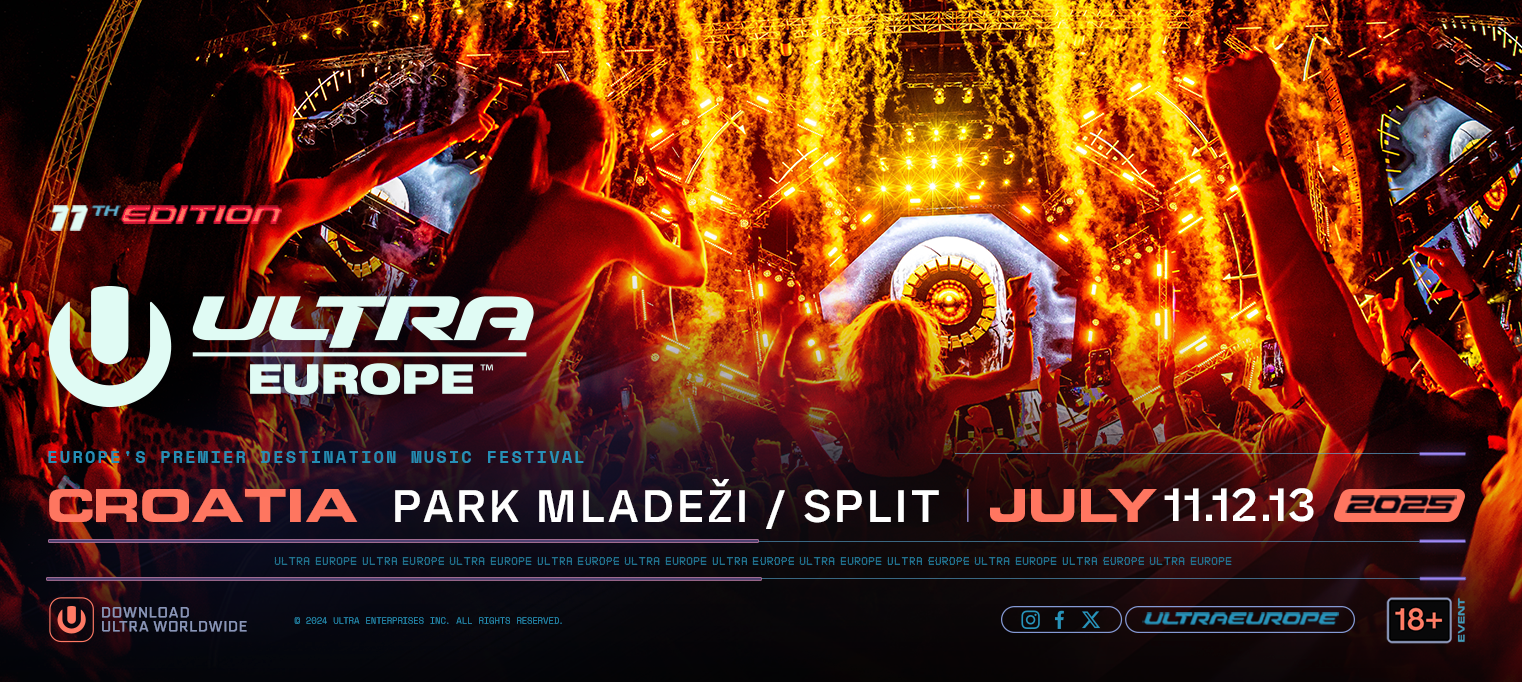 11TH EDITION
ULTRA
EUROPE™
EUROPE'S PREMIER DESTINATION MUSIC FESTIVAL
CROATIA PARK MLADEŽI / SPLIT JULY 11.12.13 2025
ULTRA EUROPE ULTRA EUROPE ULTRA EUROPE ULTRA EUROPE ULTRA EUROPE ULTRA EUROPE ULTRA EUROPE ULTRA EUROPE ULTRA EUROPE ULTRA EUROPE ULTRA EUROPE
DOWNLOAD
ULTRA WORLDWIDE
© 2024 ULTRA ENTERPRISES INC. ALL RIGHTS RESERVED.
ULTRAEUROPE
18+ EVENT